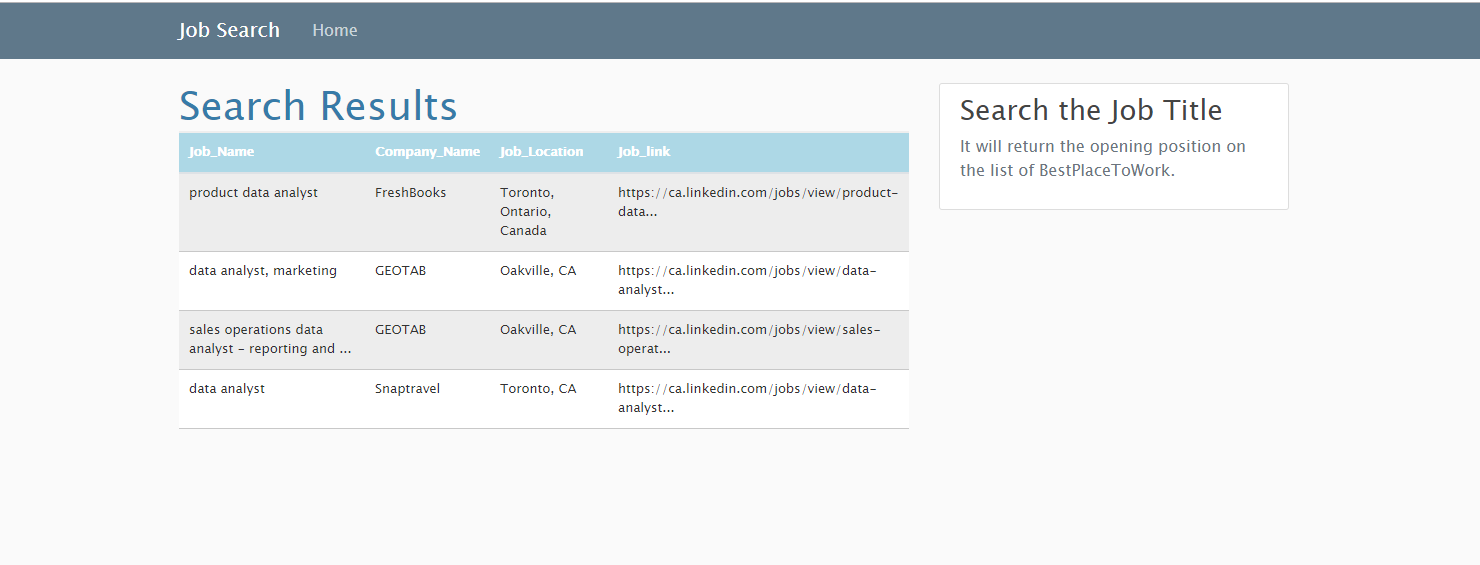 Job Search Home
Search Results
Job_Name Company_Name Job_Location Job_link
product data analyst FreshBooks Toronto, https://ca.linkedin.com/jobs/view/product-
Ontario, data...
Canada
data analyst, marketing GEOTAB Oakville, CA https://ca.linkedin.com/jobs/view/data-
analyst...
sales operations data GEOTAB Oakville, CA https://ca.linkedin.com/jobs/view/sales-
analyst - reporting and ... operat...
data analyst Snaptravel Toronto, CA https://ca.linkedin.com/jobs/view/data-
analyst...
Search the Job Title
It will return the opening position on
the list of BestPlaceToWork.